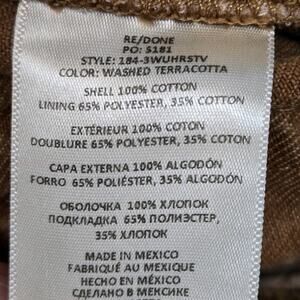 RE/DONE
PO: 5181
STYLE: 184-3WUHRSTV
COLOR: WASHED TERRACOTTA
SHELL 100% COTTON
LINING 65% POLYESTER, 35% COTTON
EXTÉRIEUR 100% COTON
DOUBLURE 65% POLYESTER, 35% COTON
CAPA EXTERNA 100% ALGODÓN
FORRO 65% POLIÉSTER, 35% ALGODÓN
ОБОЛОЧКА 100% ХЛОПОК
ПОДКЛАДКА 65% ПОЛИЭСТЕР,
35% ХЛОПОК
MADE IN MEXICO
FABRIQUÉ AU MEXIQUE
HECHO EN MÉXICO
СДЕЛАНО В МЕКСИКЕ